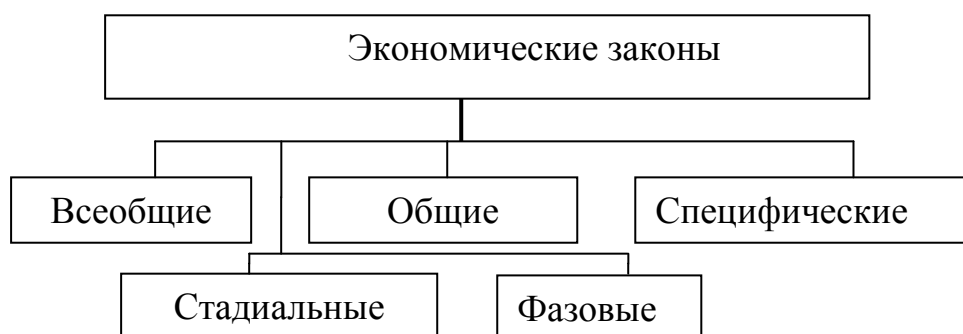 Экономические законы
Всеобщие
Общие
Специфические
Стадиальные
Фазовые